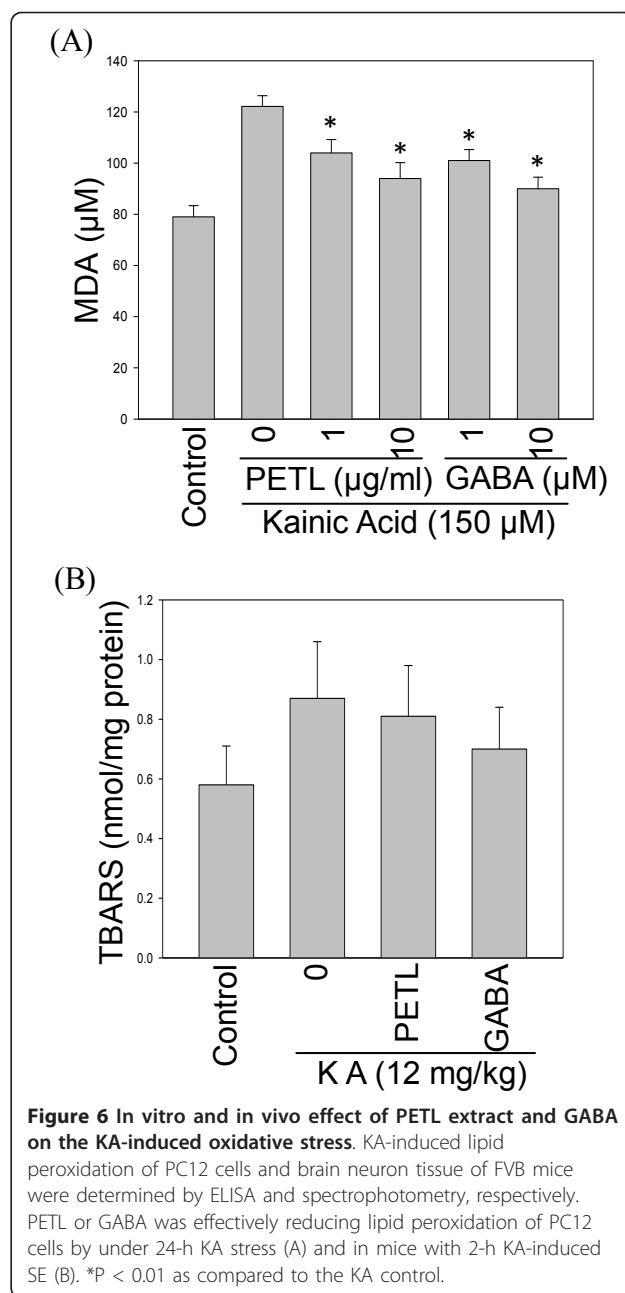 (A)
140
120
100
80
60
40
20
0
MDA (µM)
* * * *
Control 0 1 10 1 10
PETL (µg/ml) GABA (µM)
Kainic Acid (150 µM)
(B)
1.2
1.0
0.8
0.6
0.4
0.2
0.0
TBARS (nmol/mg protein)
Control 0 PETL GABA
K A (12 mg/kg)
Figure 6 In vitro and in vivo effect of PETL extract and GABA
on the KA-induced oxidative stress. KA-induced lipid
peroxidation of PC12 cells and brain neuron tissue of FVB mice
were determined by ELISA and spectrophotometry, respectively.
PETL or GABA was effectively reducing lipid peroxidation of PC12
cells by under 24-h KA stress (A) and in mice with 2-h KA-induced
SE (B). *P < 0.01 as compared to the KA control.